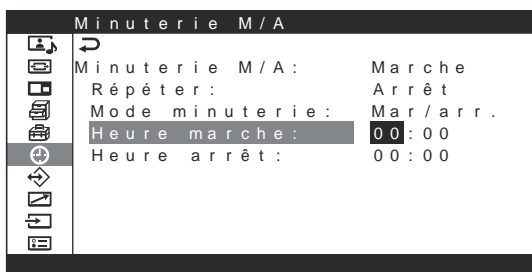 Minuterie M/A
Minuterie M/A: Marche
Répéter: Arrêt
Mode minuterie: Mar/arr.
Heure marche: 00:00
Heure arrêt: 00:00